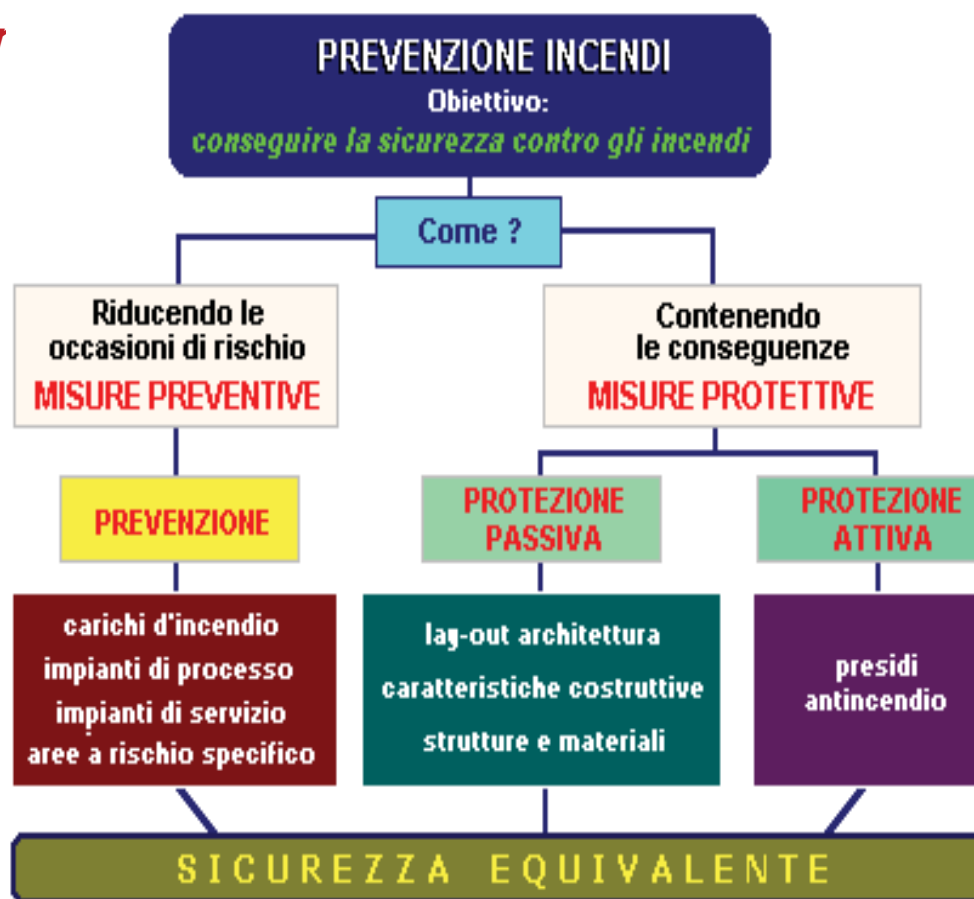 PREVENZIONE INCENDI
Obiettivo:
conseguire la sicurezza contro gli incendi
Come ?
Riducendo le
occasioni di rischio
MISURE PREVENTIVE
Contenendo
le conseguenze
MISURE PROTETTIVE
PREVENZIONE
PROTEZIONE
PASSIVA
PROTEZIONE
ATTIVA
carichi d'incendio
impianti di processo
impianti di servizio
aree a rischio specifico
lay-out architettura
caratteristiche costruttive
strutture e materiali
presidi
antincendio
SICUREZZA EQUIVALENTE